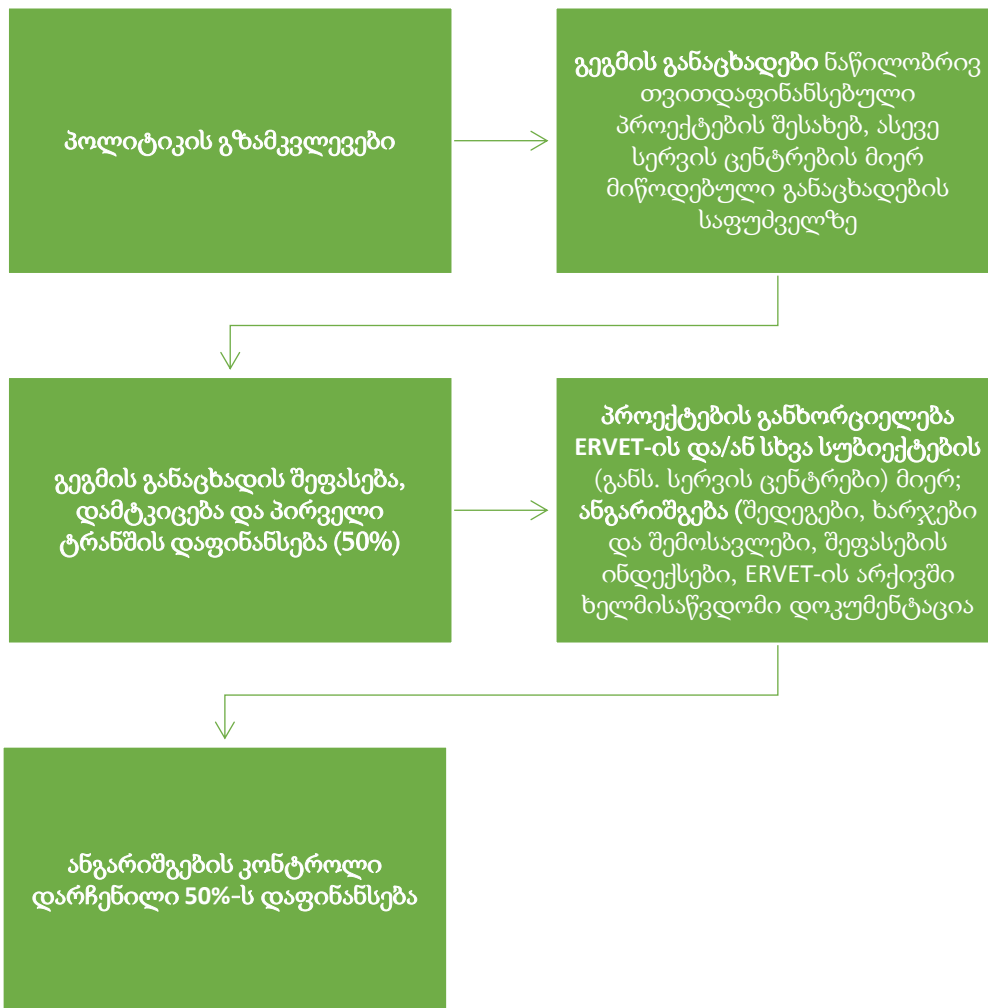 პოლიტიკის გზამკვლევები
გეგმის განაცხადები ნაწილობრივ
თვითდაფინანსებული
პროექტების შესახებ, ასევე
სერვის ცენტრების მიერ
მიწოდებული განაცხადების
საფუძველზე
გეგმის განაცხადის შეფასება,
დამტკიცება და პირველი
ტრანშის დაფინანსება (50%)
პროექტების განხორციელება
ERVET-ის და/ან სხვა სუბიექტების
(განს. სერვის ცენტრები) მიერ;
ანგარიშგება (შედეგები, ხარჯები
და შემოსავლები, შეფასების
ინდექსები, ERVET-ის არქივში
ხელმისაწვდომი დოკუმენტაცია
ანგარიშგების კონტროლი
დარჩენილი 50%-ს დაფინანსება